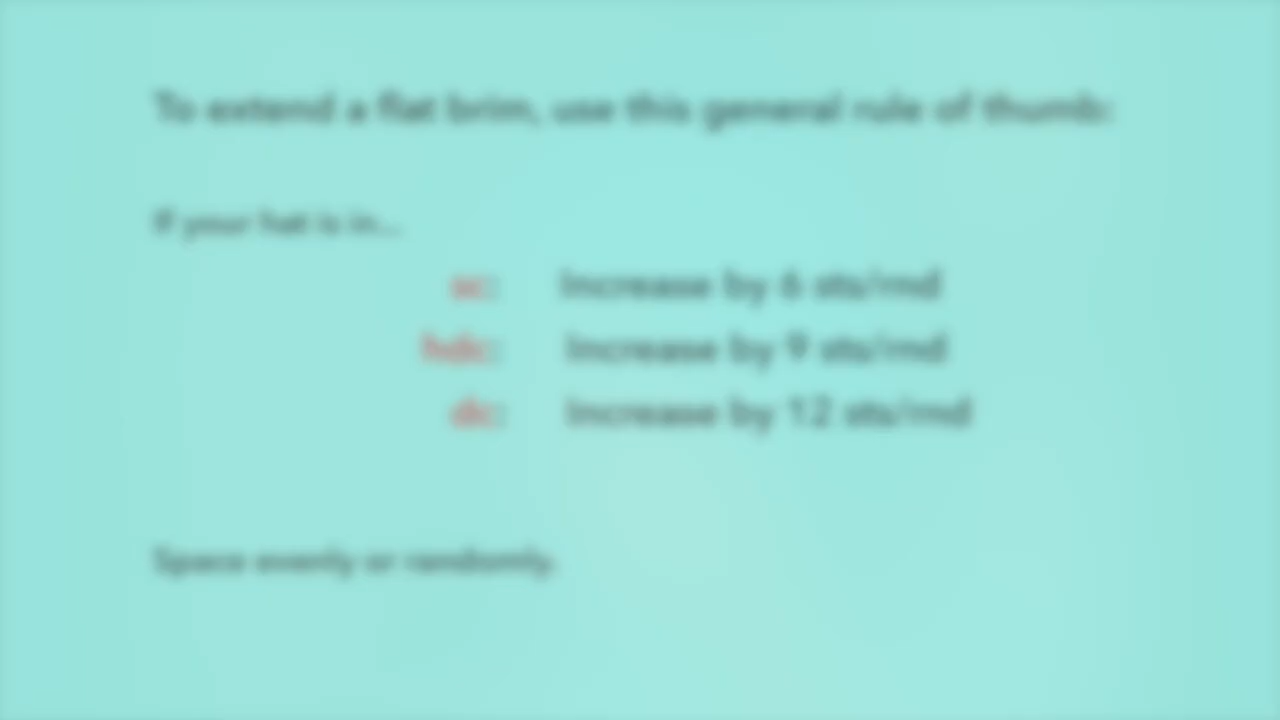 To extend a flat brim, use this general rule of thumb:
If your hat is in...
sc: Increase by 6 sts/rnd
hdc: Increase by 9 sts/rnd
dc: Increase by 12 sts/rnd
Space evenly or randomly.